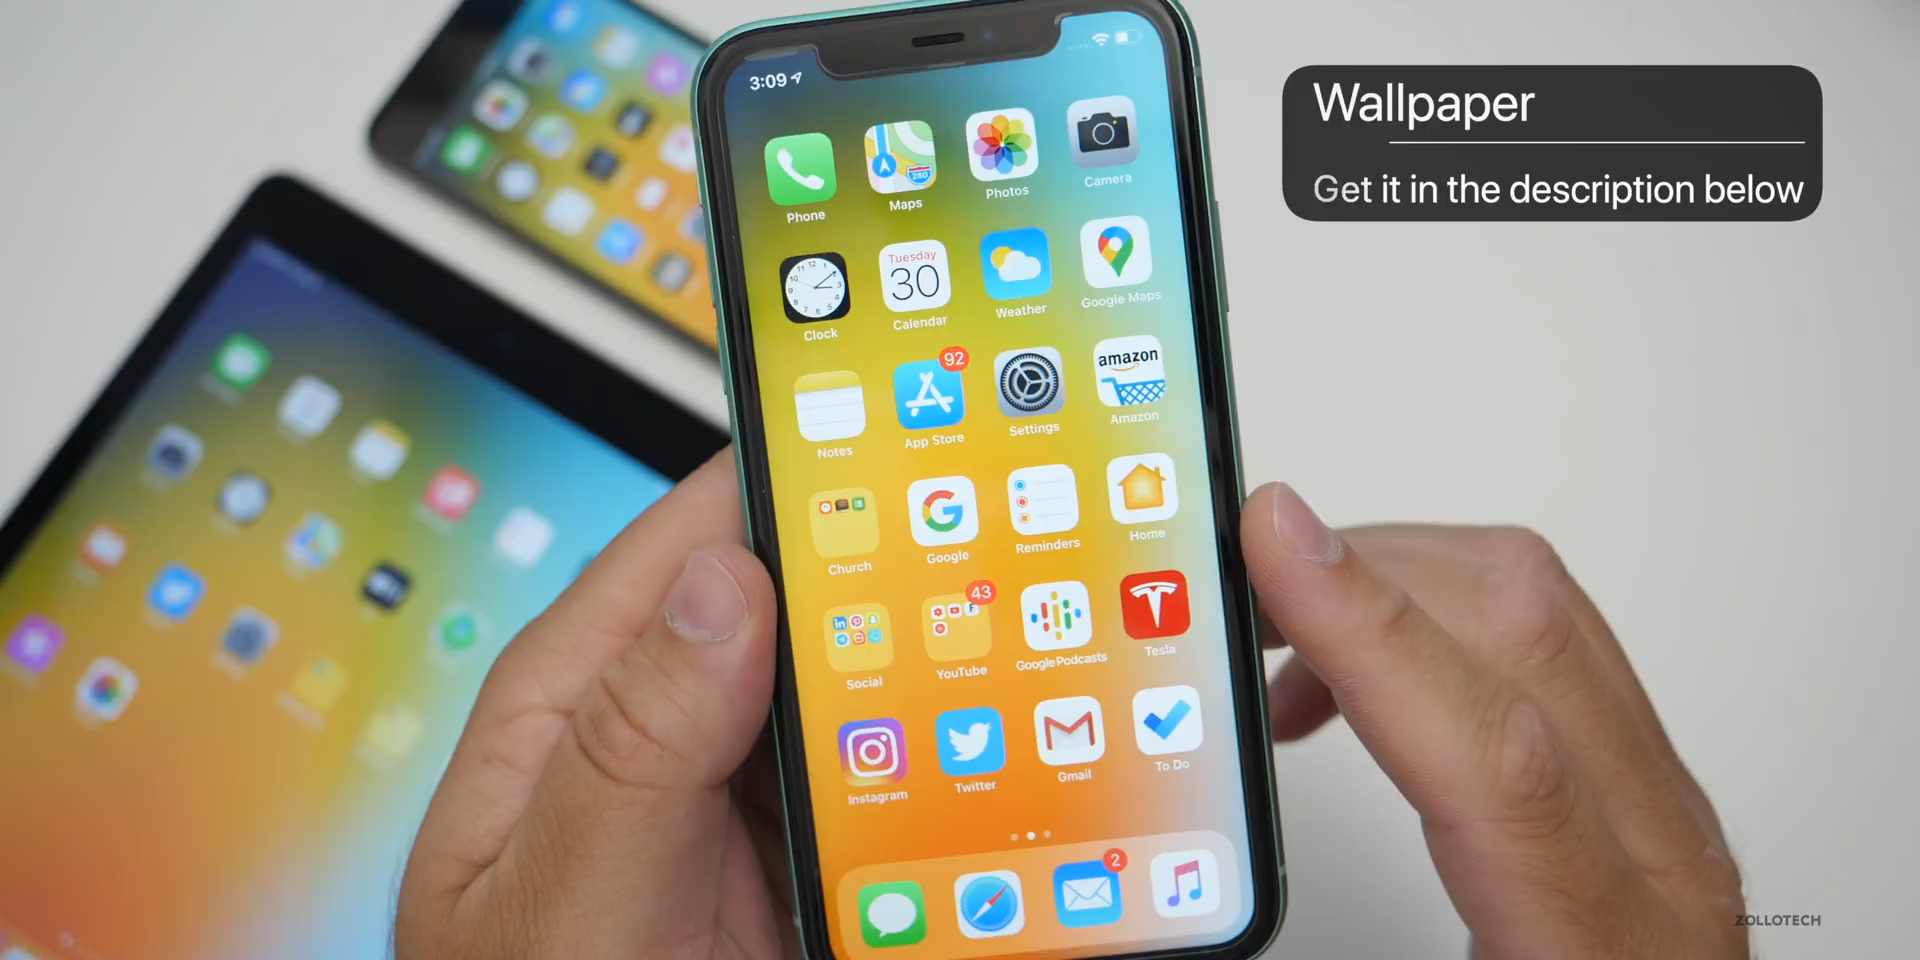 Wallpaper
Get it in the description below
3:09
Phone
Maps
Photos
Camera
280
Tuesday
30
Clock
Calendar
Weather
Google Maps
92
amazon
Notes
App Store
Settings
Amazon
Church
Google
Reminders
Home
43
Social
YouTube
Google Podcasts
Tesla
Instagram
Twitter
Gmail
To Do
2
ZOLLOTECH